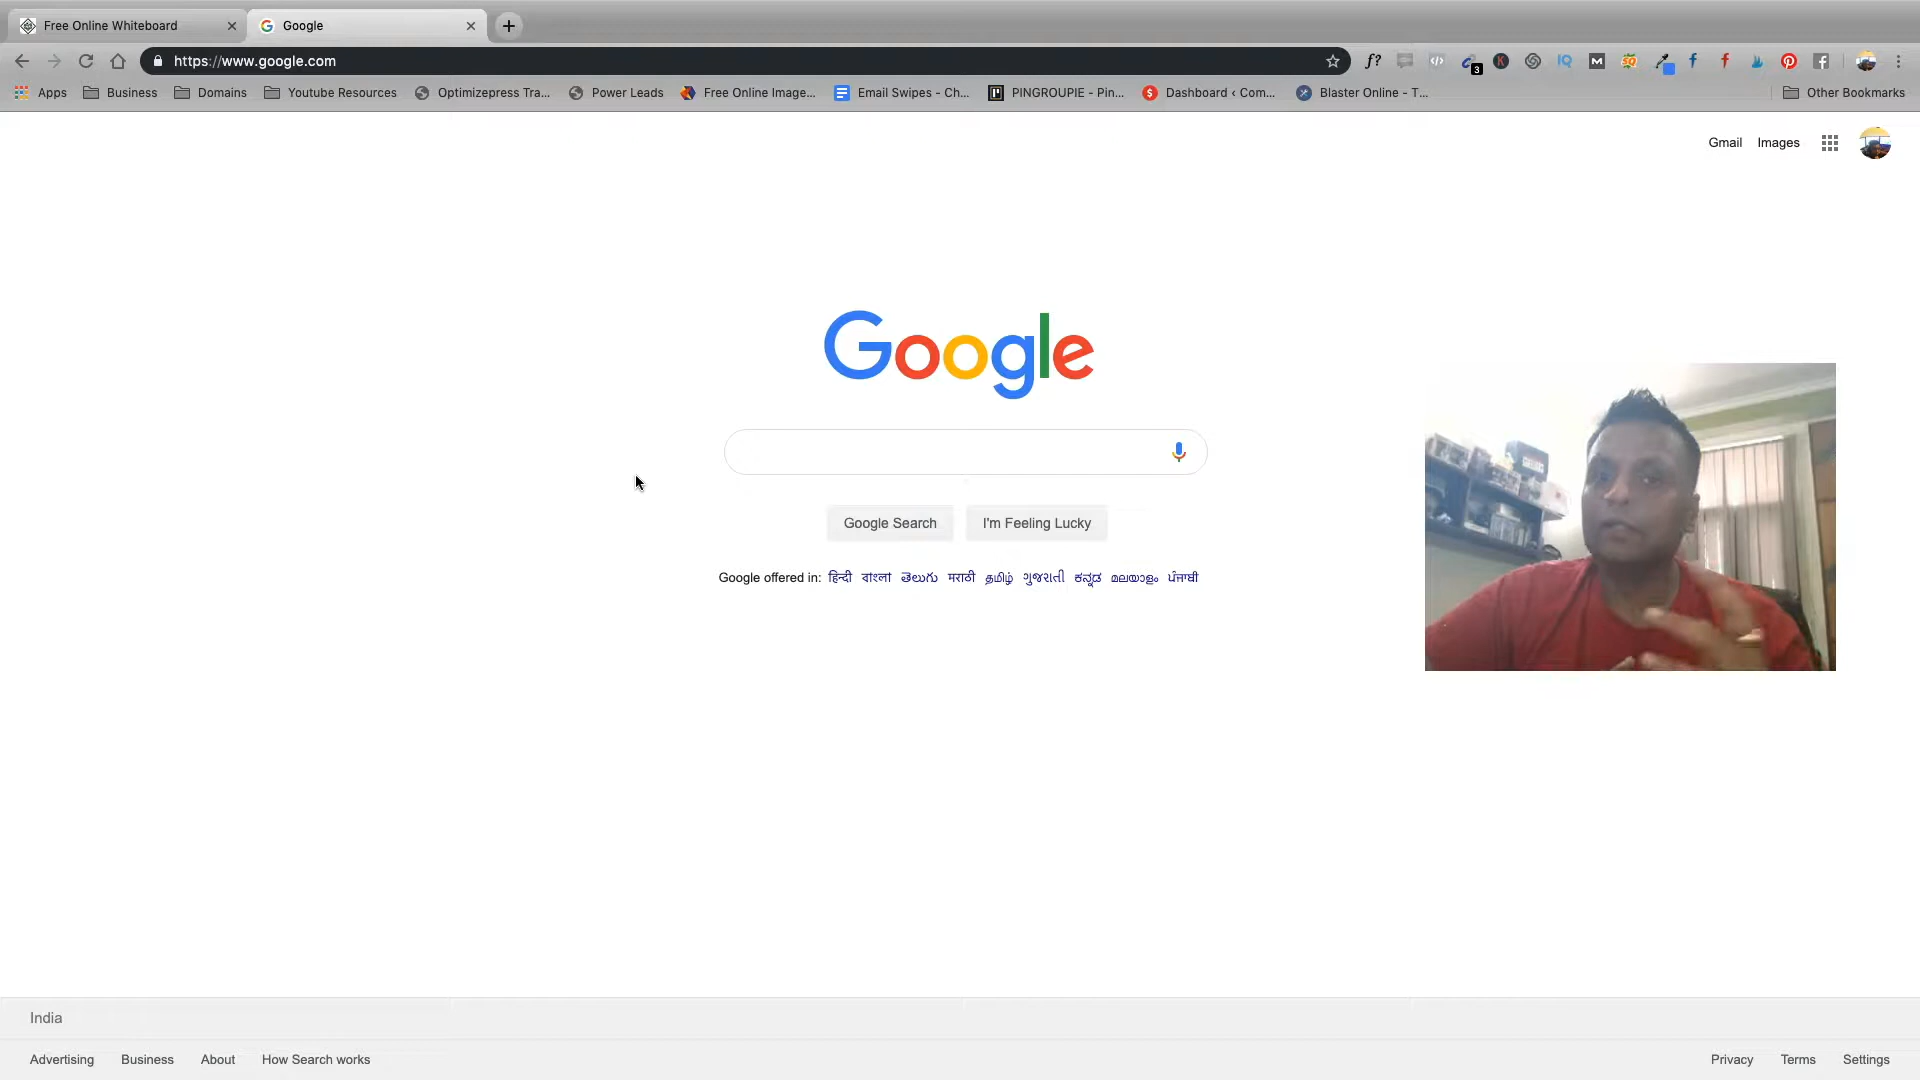 Free Online Whiteboard
Google
https://www.google.com
3
Apps Business Domains Youtube Resources Optimizepress Tra... Power Leads Free Online Image... Email Swipes - Ch... PINGROUPIE - Pin... Dashboard ‹ Com... Blaster Online - T... Other Bookmarks
Gmail Images
Google
Google Search I'm Feeling Lucky
Google offered in: हिन्दी বাংলা తెలుగు मराठी தமிழ் ગુજરાતી ಕನ್ನಡ മലയാളം ਪੰਜਾਬੀ
India
Advertising Business About How Search works Privacy Terms Settings